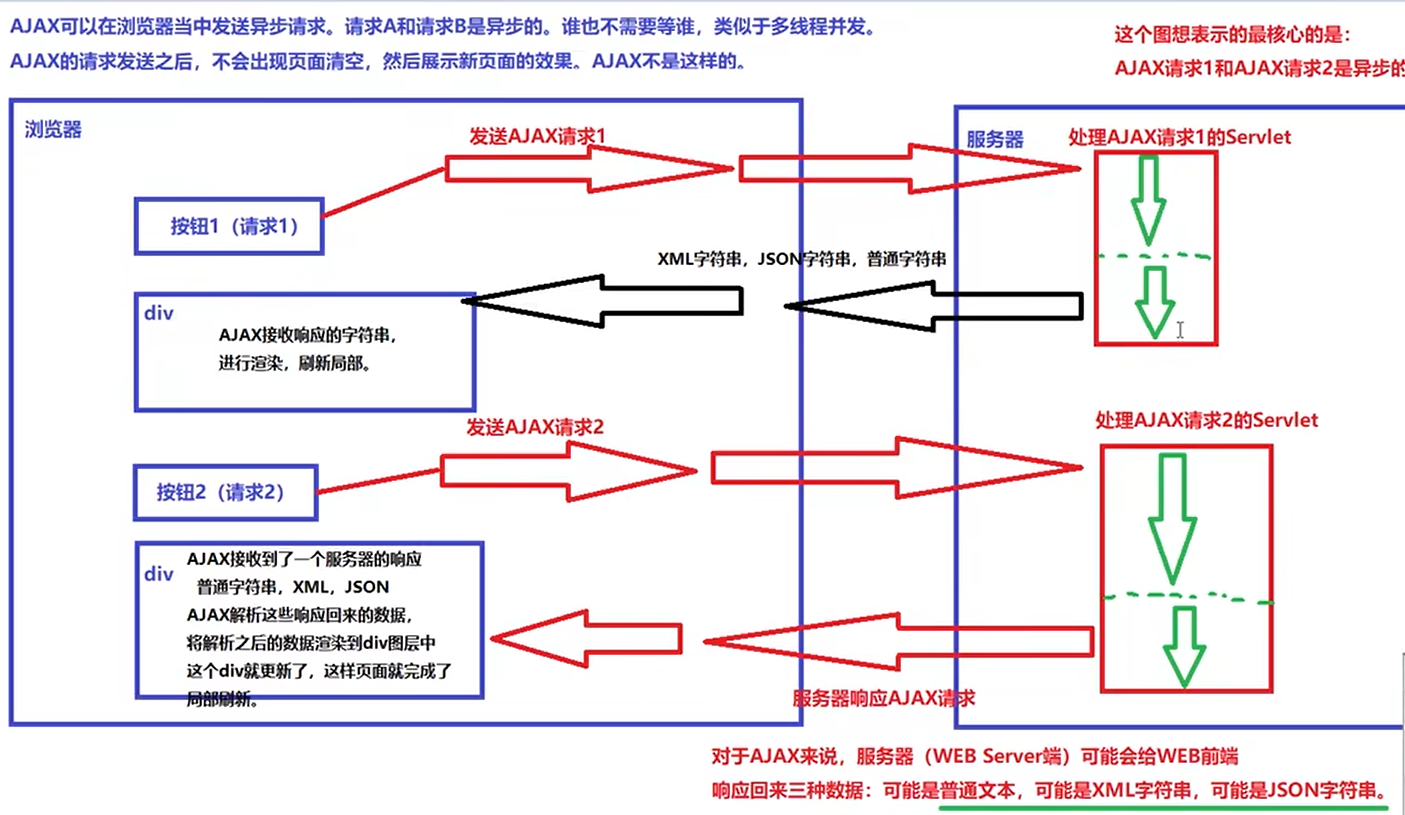 AJAX可以在浏览器当中发送异步请求。请求A和请求B是异步的。谁也不需要等谁，类似于多线程并发。
AJAX的请求发送之后，不会出现页面清空，然后展示新页面的效果。AJAX不是这样的。
这个图想表示的最核心的是：
AJAX请求1和AJAX请求2是异步的
浏览器
发送AJAX请求1
服务器
处理AJAX请求1的Servlet
按钮1（请求1）
XML字符串，JSON字符串，普通字符串
div
AJAX接收响应的字符串，
进行渲染，刷新局部。
发送AJAX请求2
处理AJAX请求2的Servlet
按钮2（请求2）
div
AJAX接收到了一个服务器的响应
普通字符串，XML，JSON
AJAX解析这些响应回来的数据，
将解析之后的数据渲染到div图层中
这个div就更新了，这样页面就完成了
局部刷新。
服务器响应AJAX请求
对于AJAX来说，服务器（WEB Server端）可能会给WEB前端
响应回来三种数据：可能是普通文本，可能是XML字符串，可能是JSON字符串。